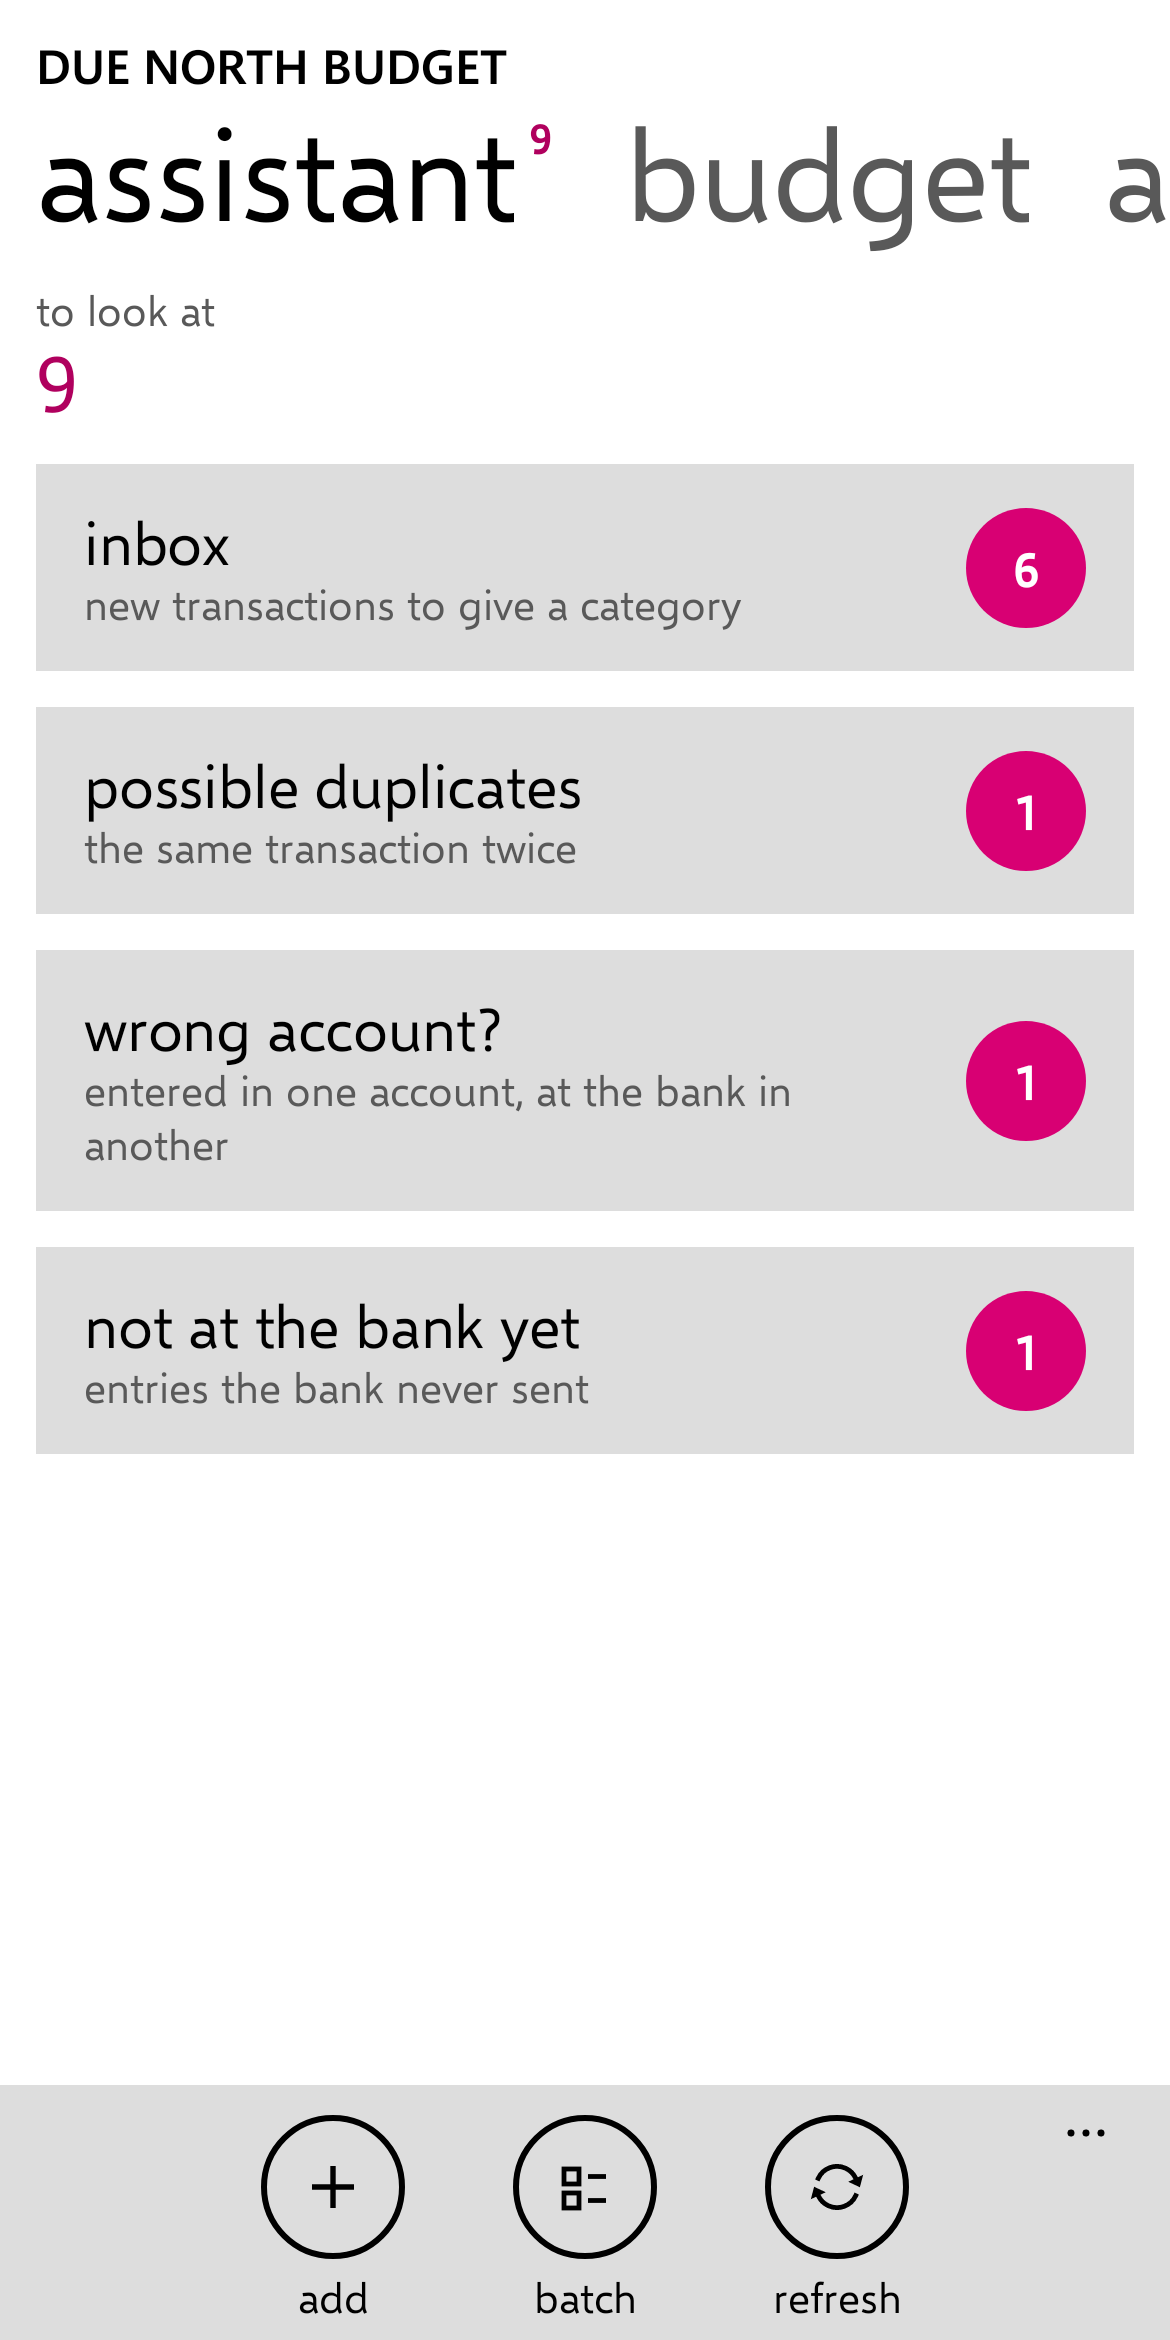 DUE NORTH BUDGET
assistant 9 budget a
to look at
9
inbox
new transactions to give a category
6
possible duplicates
the same transaction twice
1
wrong account?
entered in one account, at the bank in
another
1
not at the bank yet
entries the bank never sent
1
...
add batch refresh